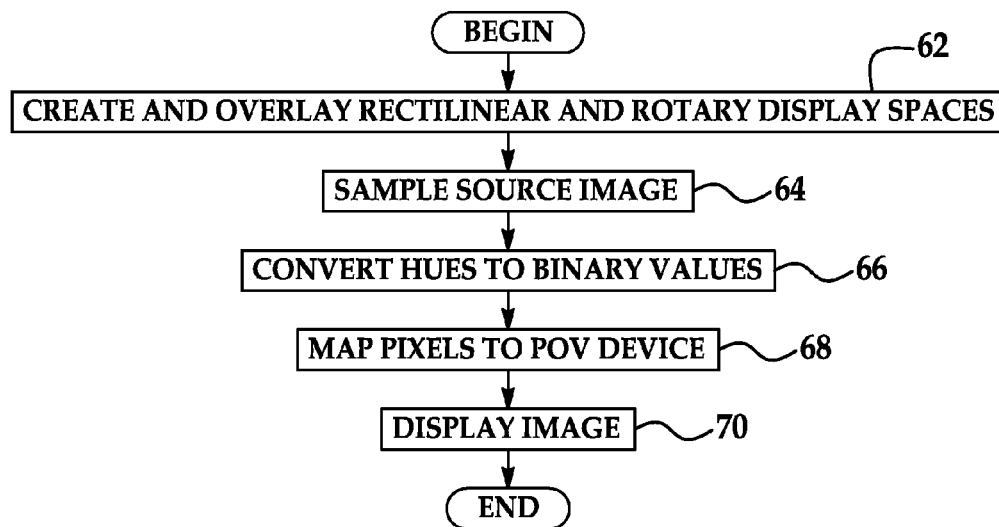 BEGIN
62
CREATE AND OVERLAY RECTILINEAR AND ROTARY DISPLAY SPACES
SAMPLE SOURCE IMAGE
64
CONVERT HUES TO BINARY VALUES
66
MAP PIXELS TO POV DEVICE
68
DISPLAY IMAGE
70
END